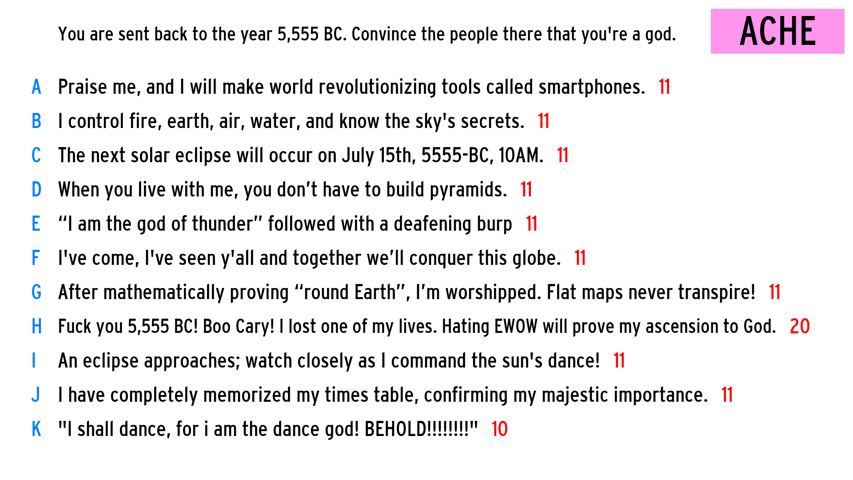 You are sent back to the year 5,555 BC. Convince the people there that you're a god.
ACHE
A Praise me, and I will make world revolutionizing tools called smartphones. 11
B I control fire, earth, air, water, and know the sky's secrets. 11
C The next solar eclipse will occur on July 15th, 5555-BC, 10AM. 11
D When you live with me, you don’t have to build pyramids. 11
E “I am the god of thunder” followed with a deafening burp 11
F I've come, I've seen y'all and together we’ll conquer this globe. 11
G After mathematically proving “round Earth”, I’m worshipped. Flat maps never transpire! 11
H Fuck you 5,555 BC! Boo Cary! I lost one of my lives. Hating EWOW will prove my ascension to God. 20
I An eclipse approaches; watch closely as I command the sun's dance! 11
J I have completely memorized my times table, confirming my majestic importance. 11
K "I shall dance, for i am the dance god! BEHOLD!!!!!!!!" 10